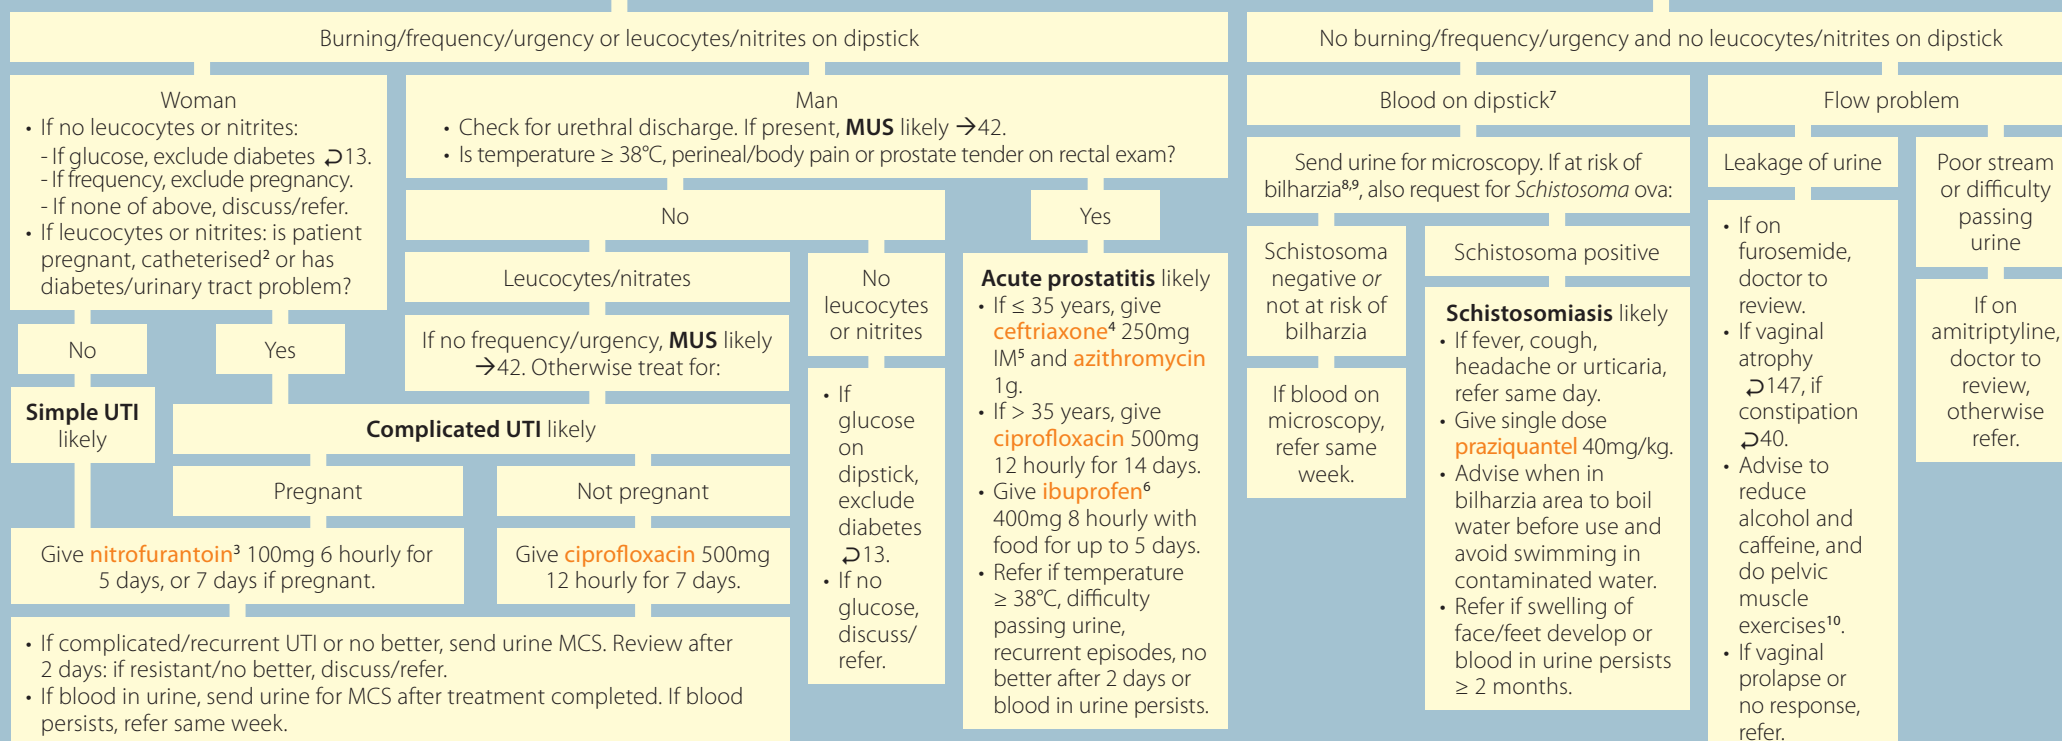 Burning/frequency/urgency or leucocytes/nitrites on dipstick
Woman
• If no leucocytes or nitrites:
- If glucose, exclude diabetes ⮌13.
- If frequency, exclude pregnancy.
- If none of above, discuss/refer.
• If leucocytes or nitrites: is patient
pregnant, catheterised² or has
diabetes/urinary tract problem?
No
Yes
Simple UTI
likely
Man
• Check for urethral discharge. If present, MUS likely →42.
• Is temperature ≥ 38°C, perineal/body pain or prostate tender on rectal exam?
No
Leucocytes/nitrates
If no frequency/urgency, MUS likely
→42. Otherwise treat for:
Complicated UTI likely
Pregnant
Not pregnant
Give nitrofurantoin³ 100mg 6 hourly for
5 days, or 7 days if pregnant.
Give ciprofloxacin 500mg
12 hourly for 7 days.
• If complicated/recurrent UTI or no better, send urine MCS. Review after
2 days: if resistant/no better, discuss/refer.
• If blood in urine, send urine for MCS after treatment completed. If blood
persists, refer same week.
No
leucocytes
or nitrites
• If
glucose
on
dipstick,
exclude
diabetes
⮌13.
• If no
glucose,
discuss/
refer.
Yes
Acute prostatitis likely
• If ≤ 35 years, give
ceftriaxone⁴ 250mg
IM⁵ and azithromycin
1g.
• If > 35 years, give
ciprofloxacin 500mg
12 hourly for 14 days.
• Give ibuprofen⁶
400mg 8 hourly with
food for up to 5 days.
• Refer if temperature
≥ 38°C, difficulty
passing urine,
recurrent episodes, no
better after 2 days or
blood in urine persists.
No burning/frequency/urgency and no leucocytes/nitrites on dipstick
Blood on dipstick⁷
Send urine for microscopy. If at risk of
bilharzia⁸,⁹, also request for Schistosoma ova:
Schistosoma
negative or
not at risk of
bilharzia
If blood on
microscopy,
refer same
week.
Schistosoma positive
Schistosomiasis likely
• If fever, cough,
headache or urticaria,
refer same day.
• Give single dose
praziquantel 40mg/kg.
• Advise when in
bilharzia area to boil
water before use and
avoid swimming in
contaminated water.
• Refer if swelling of
face/feet develop or
blood in urine persists
≥ 2 months.
Flow problem
Leakage of urine
• If on
furosemide,
doctor to
review.
• If vaginal
atrophy
⮌147, if
constipation
⮌40.
• Advise to
reduce
alcohol and
caffeine, and
do pelvic
muscle
exercises¹⁰.
• If vaginal
prolapse or
no response,
refer.
Poor stream
or difficulty
passing
urine
If on
amitriptyline,
doctor to
review,
otherwise
refer.